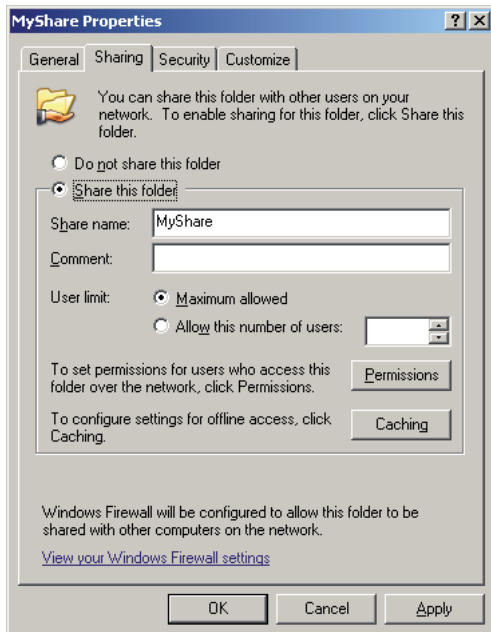 MyShare Properties
General Sharing Security Customize
You can share this folder with other users on your
network. To enable sharing for this folder, click Share this
folder.
Do not share this folder
Share this folder
Share name: MyShare
Comment:
User limit: Maximum allowed
Allow this number of users:
To set permissions for users who access this
folder over the network, click Permissions.
Permissions
To configure settings for offline access, click
Caching.
Caching
Windows Firewall will be configured to allow this folder to be
shared with other computers on the network.
View your Windows Firewall settings
OK Cancel Apply